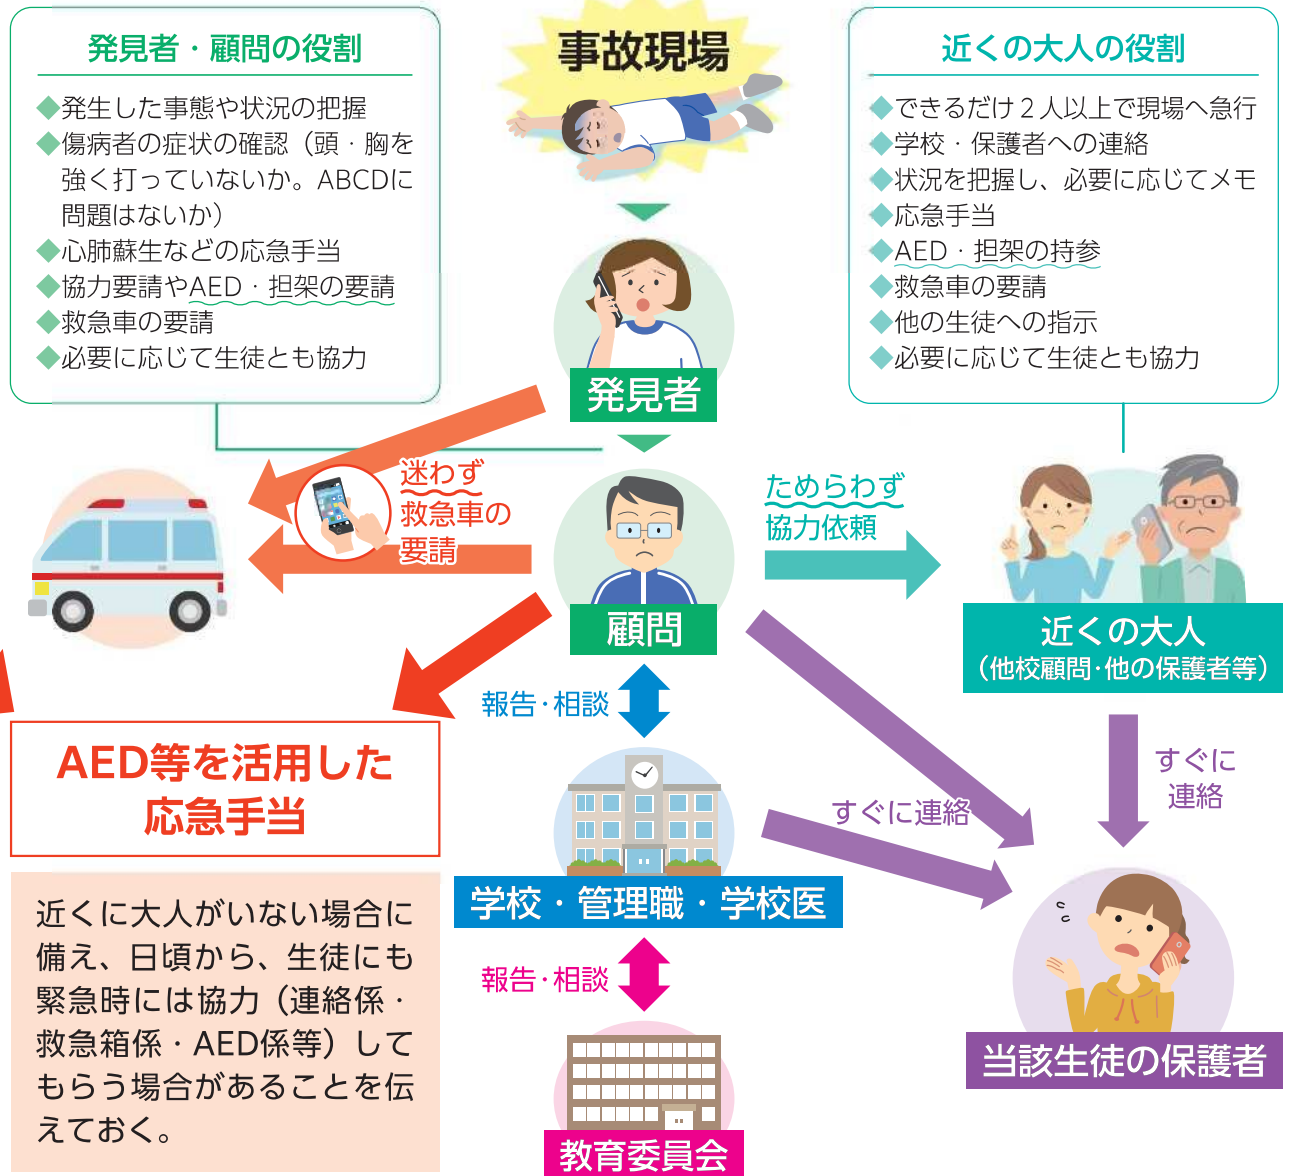 発見者・顧問の役割
◆発生した事態や状況の把握
◆傷病者の症状の確認（頭・胸を
強く打っていないか。ABCDに
問題はないか）
◆心肺蘇生などの応急手当
◆協力要請やAED・担架の要請
◆救急車の要請
◆必要に応じて生徒とも協力
事故現場
近くの大人の役割
◆できるだけ２人以上で現場へ急行
◆学校・保護者への連絡
◆状況を把握し、必要に応じてメモ
◆応急手当
◆AED・担架の持参
◆救急車の要請
◆他の生徒への指示
◆必要に応じて生徒とも協力
発見者
迷わず
救急車の
要請
ためらわず
協力依頼
顧問
近くの大人
（他校顧問・他の保護者等）
報告・相談
AED等を活用した
応急手当
すぐに
連絡
すぐに連絡
学校・管理職・学校医
近くに大人がいない場合に
備え、日頃から、生徒にも
緊急時には協力（連絡係・
救急箱係・AED係等）して
もらう場合があることを伝
えておく。
報告・相談
当該生徒の保護者
教育委員会